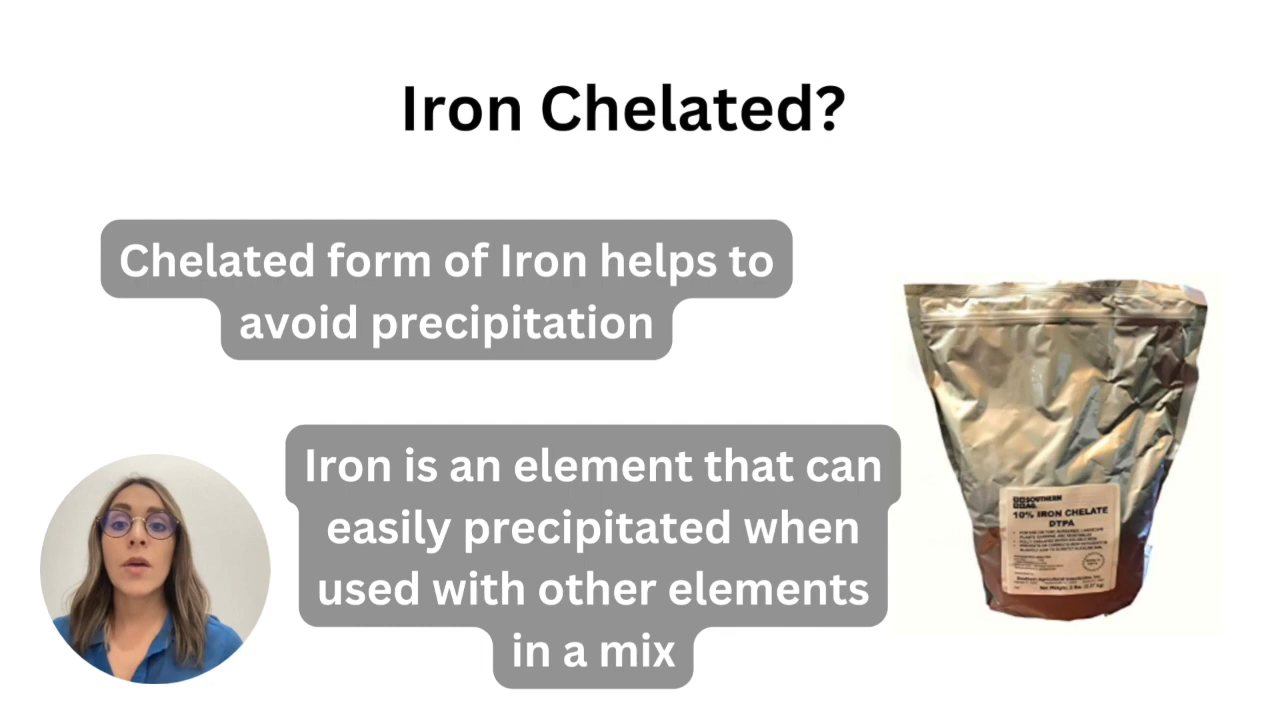 Iron Chelated?
Chelated form of Iron helps to
avoid precipitation
Iron is an element that can
easily precipitated when
used with other elements
in a mix
SOUTHERN
AG
10% IRON CHELATE
DTPA